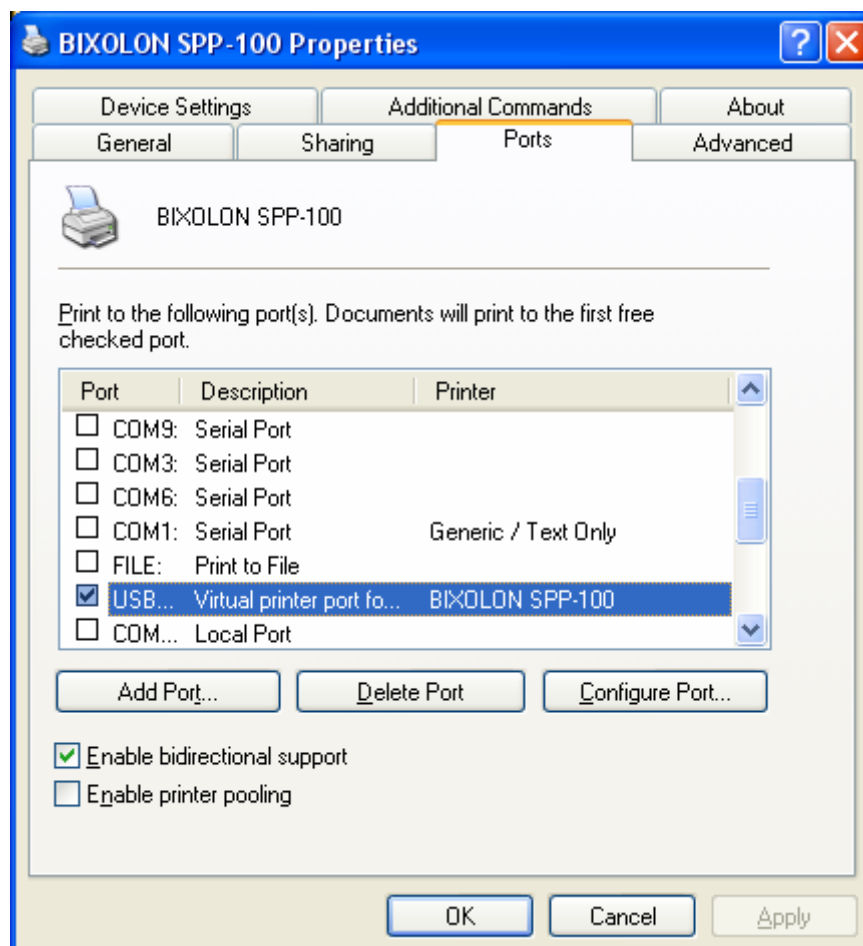 BIXOLON SPP-100 Properties
Device Settings Additional Commands About
General Sharing Ports Advanced
BIXOLON SPP-100
Print to the following port(s). Documents will print to the first free
checked port.
Port Description Printer
COM9: Serial Port
COM3: Serial Port
COM6: Serial Port
COM1: Serial Port Generic / Text Only
FILE: Print to File
USB... Virtual printer port fo... BIXOLON SPP-100
COM... Local Port
Add Port... Delete Port Configure Port...
Enable bidirectional support
Enable printer pooling
OK Cancel Apply